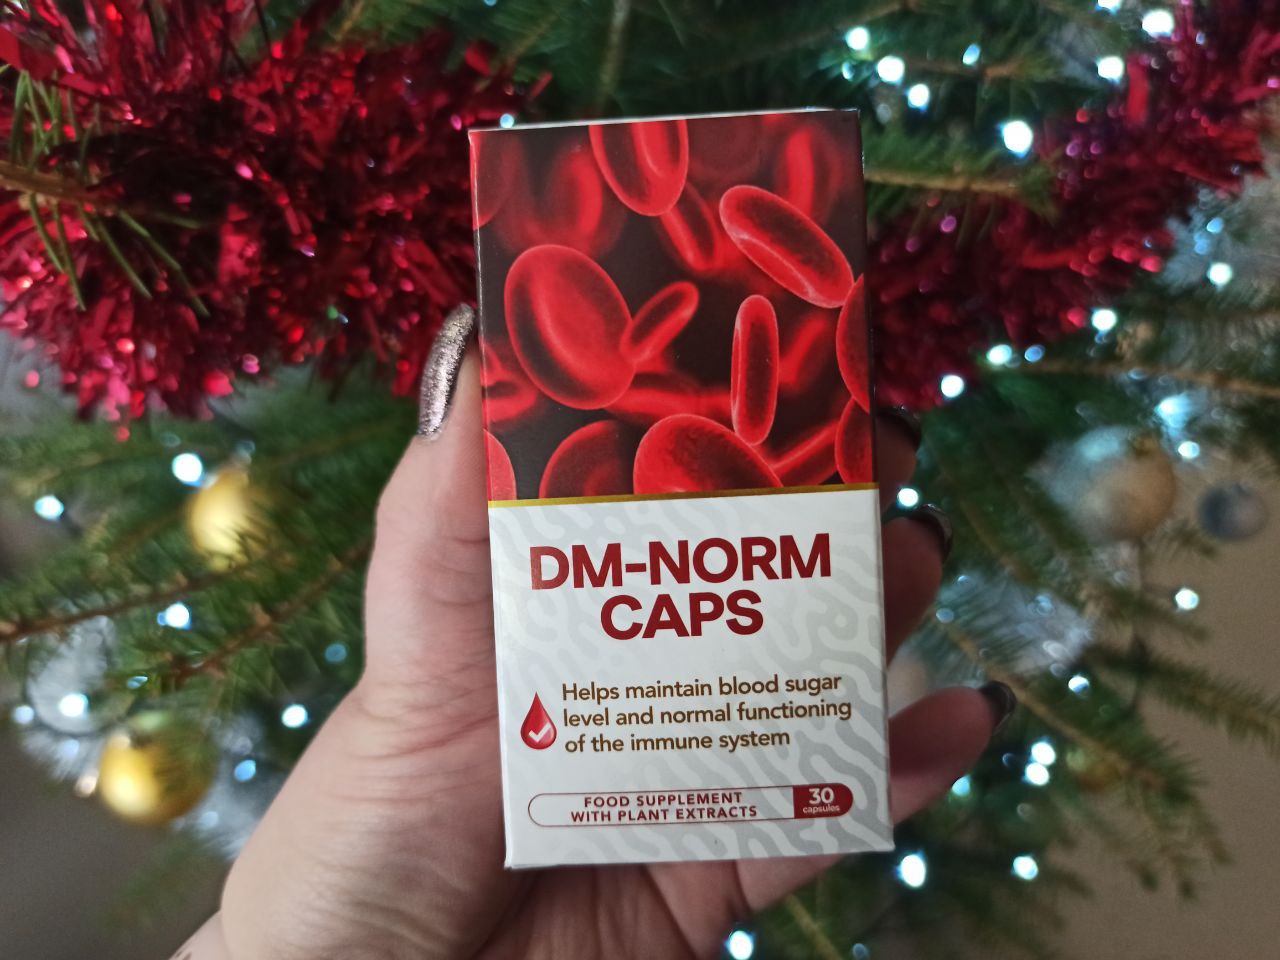 DM-NORM
CAPS
Helps maintain blood sugar
level and normal functioning
of the immune system
FOOD SUPPLEMENT
WITH PLANT EXTRACTS
30
capsules